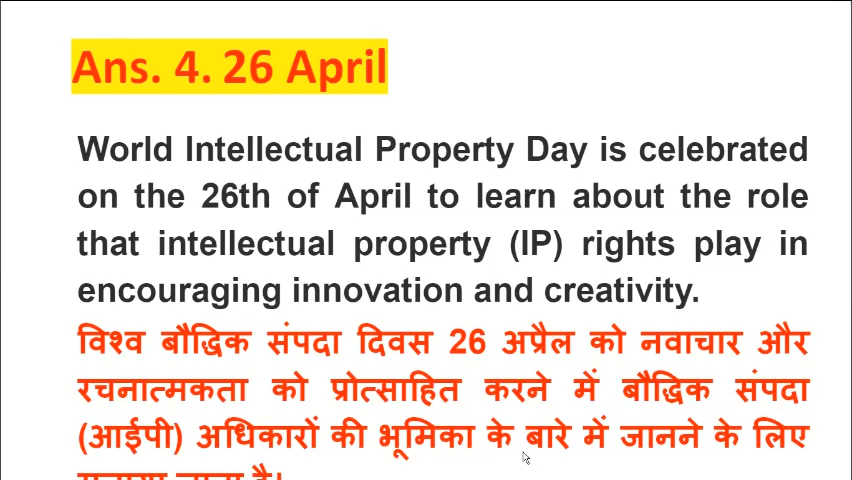 Ans. 4. 26 April
World Intellectual Property Day is celebrated
on the 26th of April to learn about the role
that intellectual property (IP) rights play in
encouraging innovation and creativity.
विश्व बौद्धिक संपदा दिवस 26 अप्रैल को नवाचार और
रचनात्मकता को प्रोत्साहित करने में बौद्धिक संपदा
(आईपी) अधिकारों की भूमिका के बारे में जानने के लिए